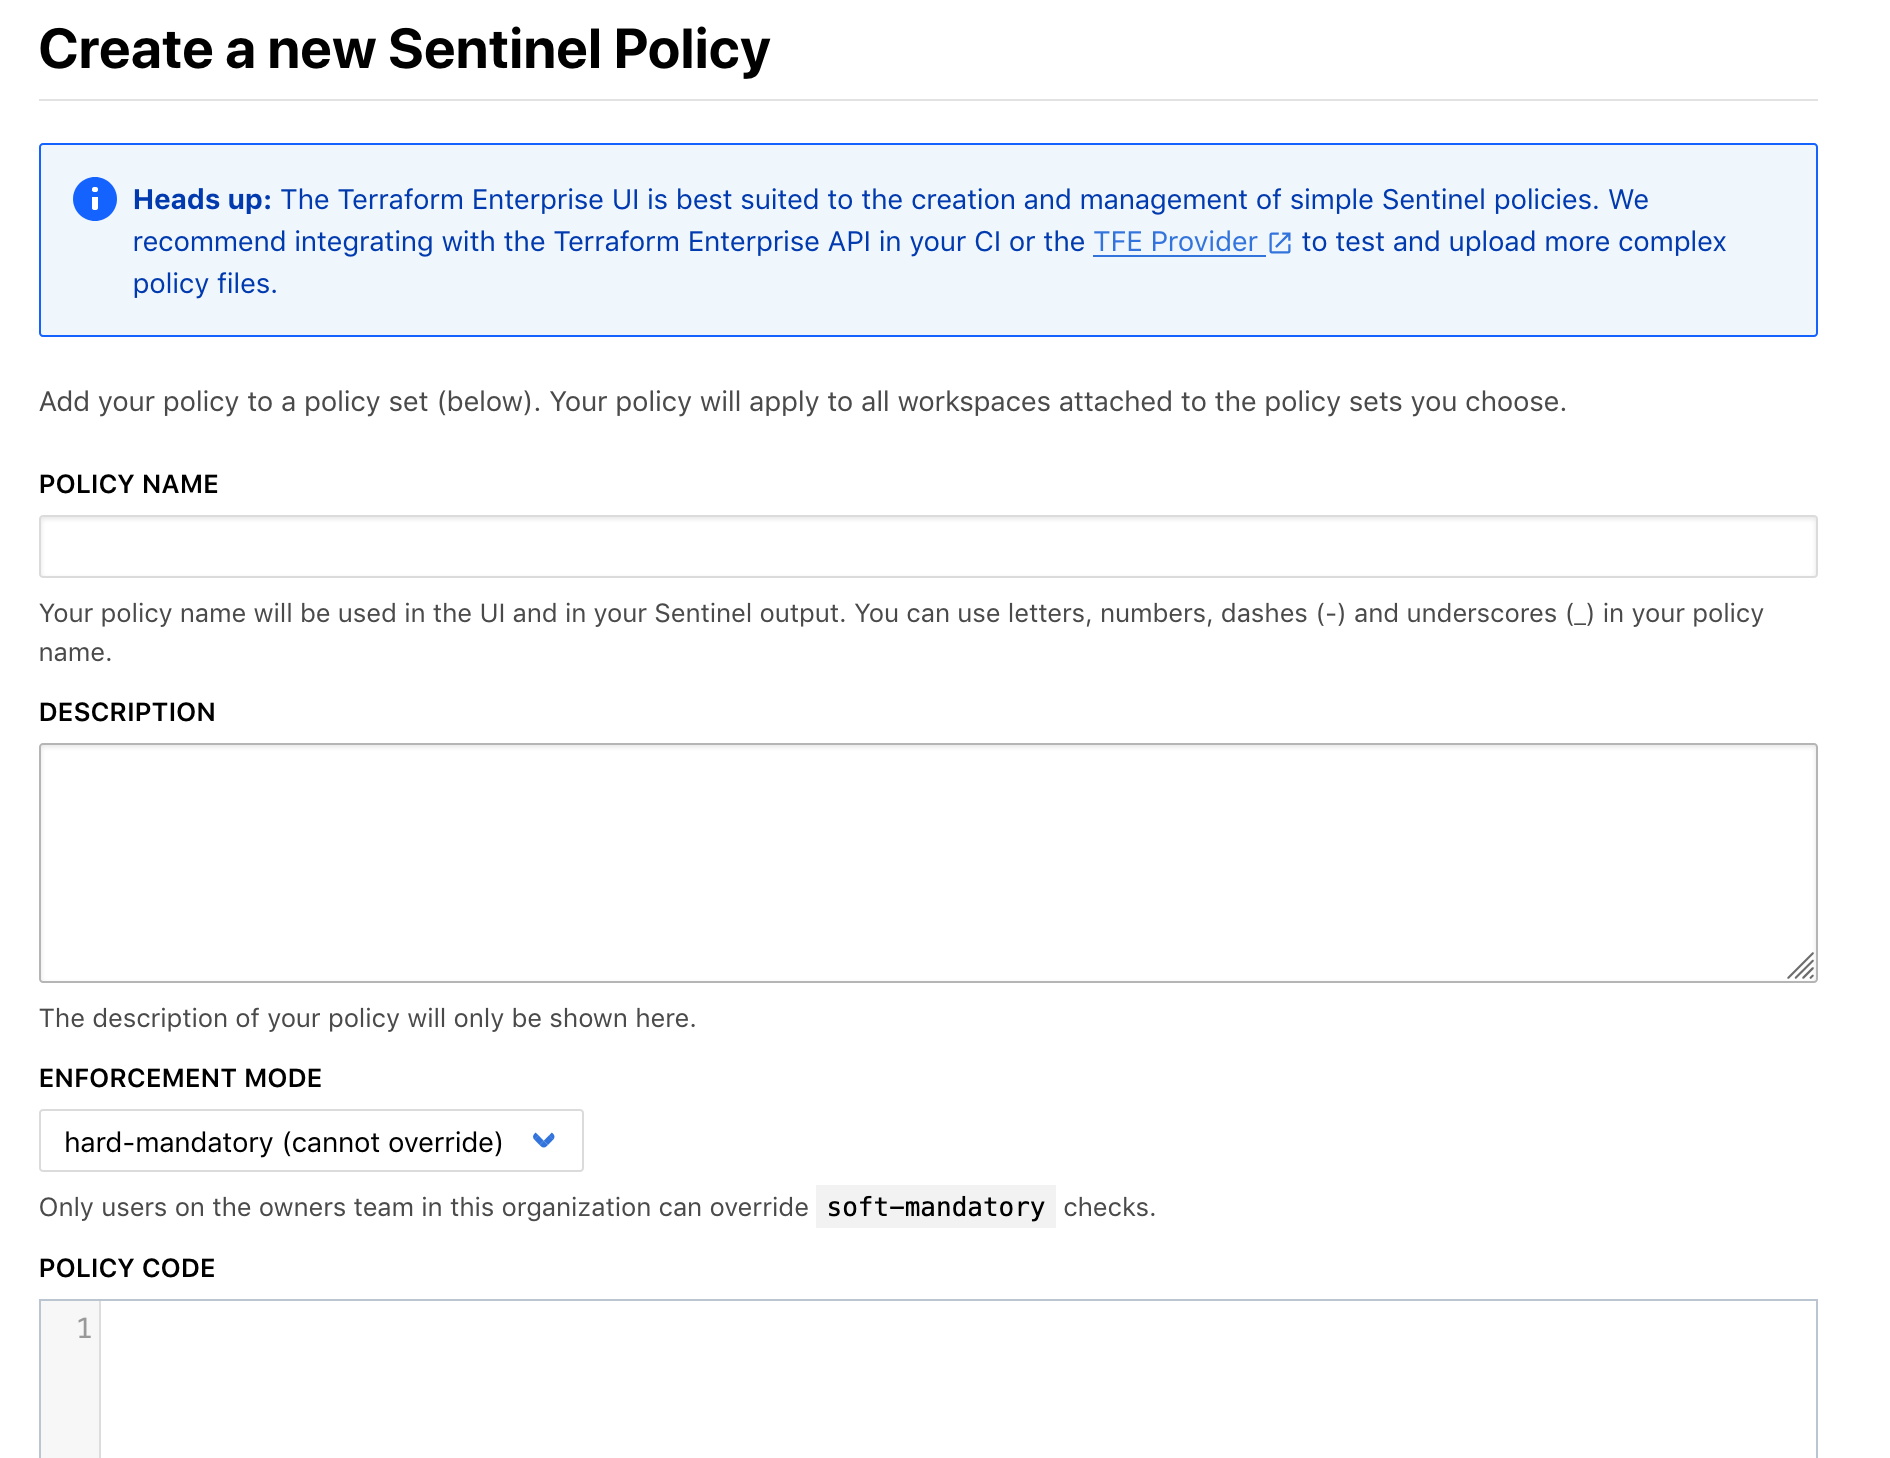 Create a new Sentinel Policy
Heads up: The Terraform Enterprise UI is best suited to the creation and management of simple Sentinel policies. We
recommend integrating with the Terraform Enterprise API in your CI or the TFE Provider to test and upload more complex
policy files.
Add your policy to a policy set (below). Your policy will apply to all workspaces attached to the policy sets you choose.
POLICY NAME
Your policy name will be used in the UI and in your Sentinel output. You can use letters, numbers, dashes (-) and underscores (_) in your policy
name.
DESCRIPTION
The description of your policy will only be shown here.
ENFORCEMENT MODE
hard-mandatory (cannot override)
Only users on the owners team in this organization can override soft-mandatory checks.
POLICY CODE
1